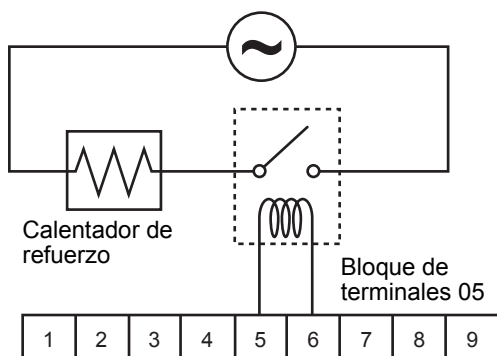 Calentador de
refuerzo
Bloque de
terminales 05
1 2 3 4 5 6 7 8 9